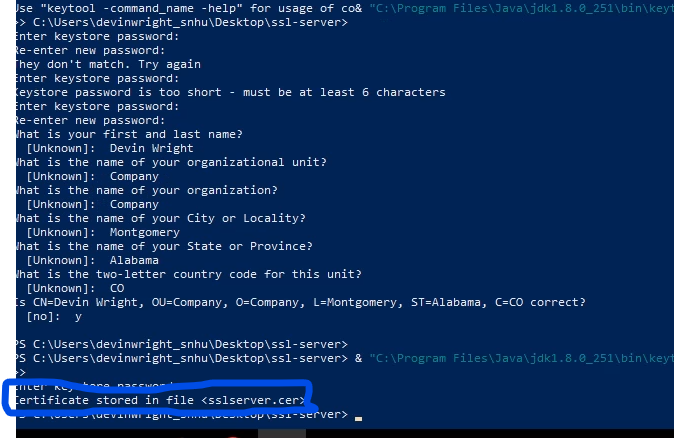 Use "keytool -command_name -help" for usage of co& "C:\Program Files\Java\jdk1.8.0_251\bin\keyt
>> C:\Users\devinwright_snhu\Desktop\ssl-server>
Enter keystore password:
Re-enter new password:
They don't match. Try again
Enter keystore password:
Keystore password is too short - must be at least 6 characters
Enter keystore password:
Re-enter new password:
What is your first and last name?
[Unknown]: Devin Wright
What is the name of your organizational unit?
[Unknown]: Company
What is the name of your organization?
[Unknown]: Company
What is the name of your City or Locality?
[Unknown]: Montgomery
What is the name of your State or Province?
[Unknown]: Alabama
What is the two-letter country code for this unit?
[Unknown]: CO
Is CN=Devin Wright, OU=Company, O=Company, L=Montgomery, ST=Alabama, C=CO correct?
[no]: y
PS C:\Users\devinwright_snhu\Desktop\ssl-server>
PS C:\Users\devinwright_snhu\Desktop\ssl-server> & "C:\Program Files\Java\jdk1.8.0_251\bin\keyt
>>
Enter keystore password
Certificate stored in file <sslserver.cer>
PS C:\Users\devinwright_snhu\Desktop\ssl-server>